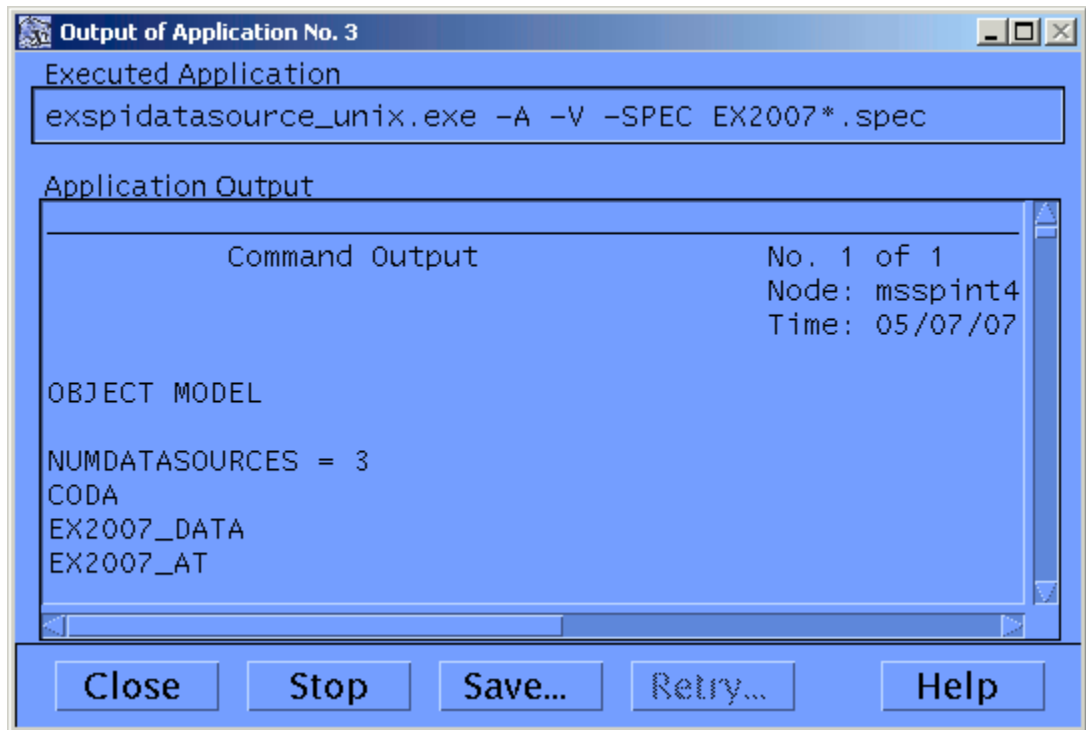 Output of Application No. 3
Executed Application
exspidatasource_unix.exe -A -V -SPEC EX2007*.spec
Application Output
Command Output No. 1 of 1
Node: msspint4
Time: 05/07/07
OBJECT MODEL
NUMDATASOURCES = 3
CODA
EX2007_DATA
EX2007_AT
Close Stop Save... Retry... Help